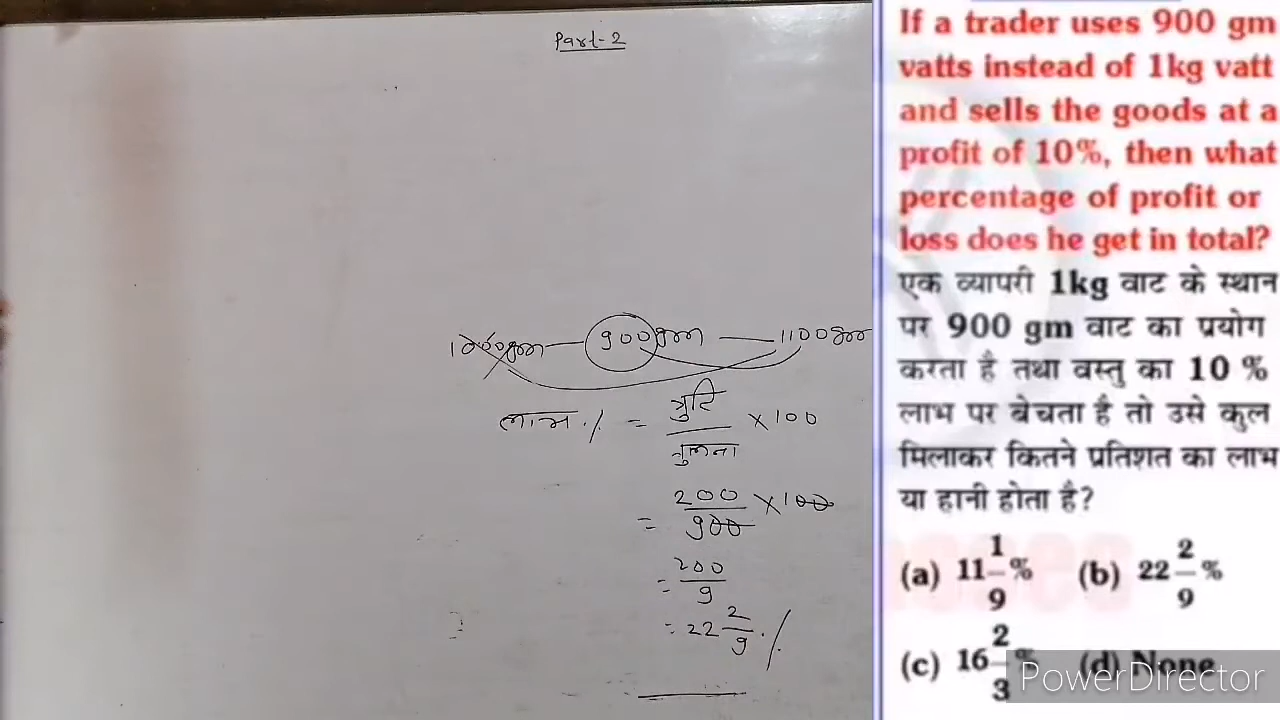 Part-2
1000gm — 900gm — 1100gm
लाभ % = त्रुटि / तुलना × 100
= 200 / 900 × 100
= 200 / 9
= 22 2/9 %
If a trader uses 900 gm
vatts instead of 1kg vatt
and sells the goods at a
profit of 10%, then what
percentage of profit or
loss does he get in total?
एक व्यापरी 1kg वाट के स्थान
पर 900 gm वाट का प्रयोग
करता है तथा वस्तु का 10 %
लाभ पर बेचता है तो उसे कुल
मिलाकर कितने प्रतिशत का लाभ
या हानी होता है?
(a) 11 1/9 % (b) 22 2/9 %
(c) 16 2/3 % (d) None
PowerDirector